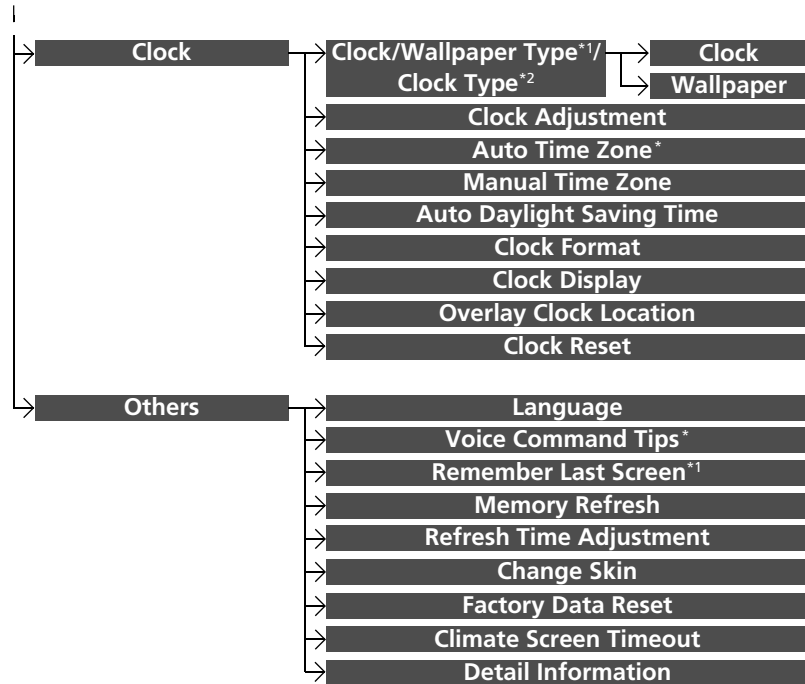 Clock
Clock/Wallpaper Type*1/
Clock Type*2
Clock
Wallpaper
Clock Adjustment
Auto Time Zone*
Manual Time Zone
Auto Daylight Saving Time
Clock Format
Clock Display
Overlay Clock Location
Clock Reset
Others
Language
Voice Command Tips*
Remember Last Screen*1
Memory Refresh
Refresh Time Adjustment
Change Skin
Factory Data Reset
Climate Screen Timeout
Detail Information